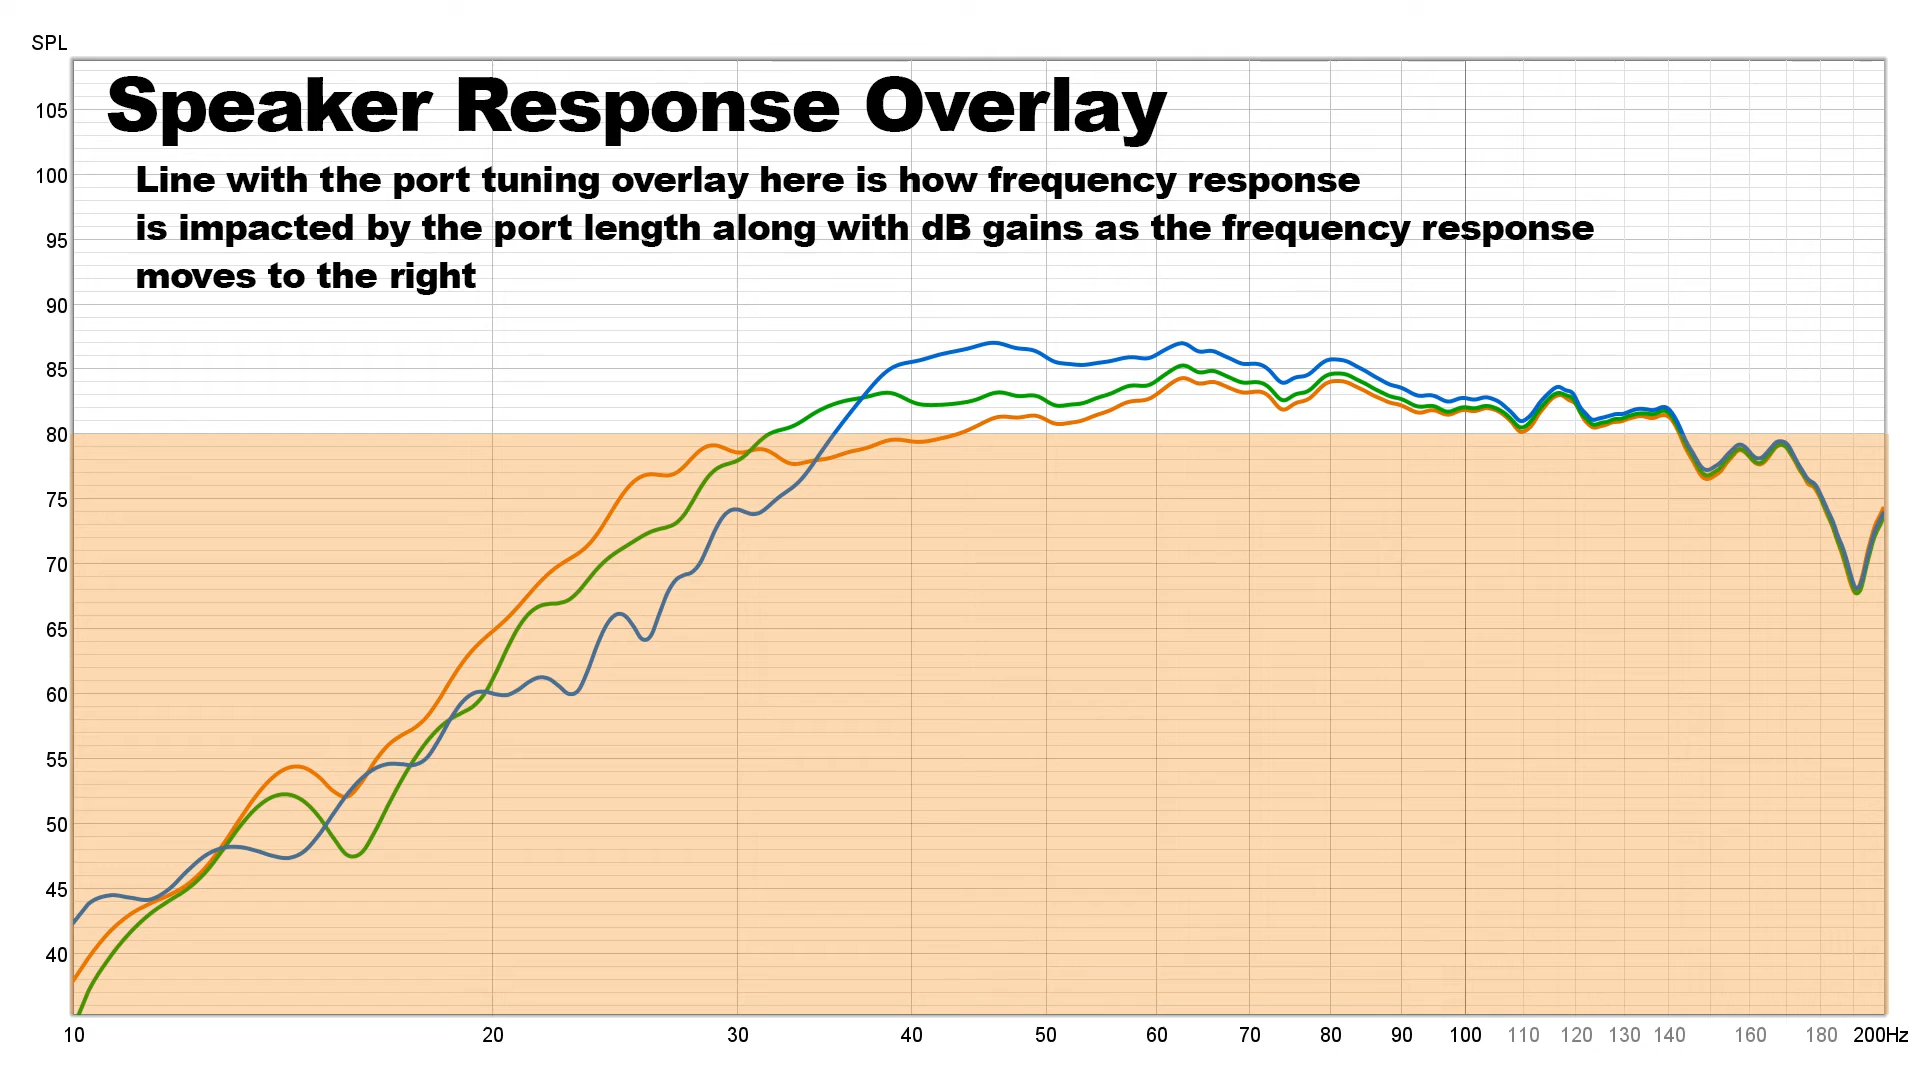 SPL
Speaker Response Overlay
Line with the port tuning overlay here is how frequency response
is impacted by the port length along with dB gains as the frequency response
moves to the right
105
100
95
90
85
80
75
70
65
60
55
50
45
40
10 20 30 40 50 60 70 80 90 100 110 120 130 140 160 180 200Hz